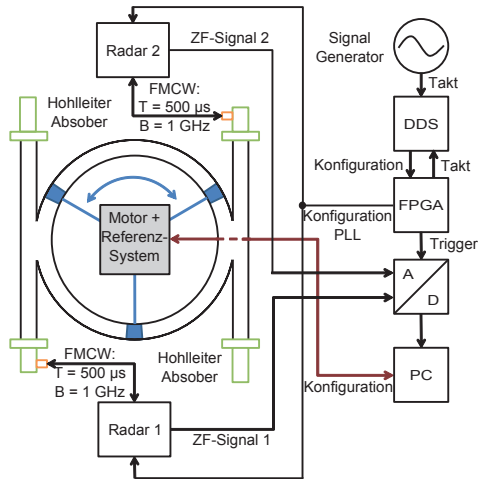 Radar 2
ZF-Signal 2
Signal
Generator
Takt
FMCW:
T = 500 µs
B = 1 GHz
Hohlleiter
Absober
DDS
Konfiguration
Takt
FPGA
Konfiguration
PLL
Trigger
Motor +
Referenz-
System
A
D
FMCW:
T = 500 µs
B = 1 GHz
Hohlleiter
Absober
Konfiguration
PC
Radar 1
ZF-Signal 1